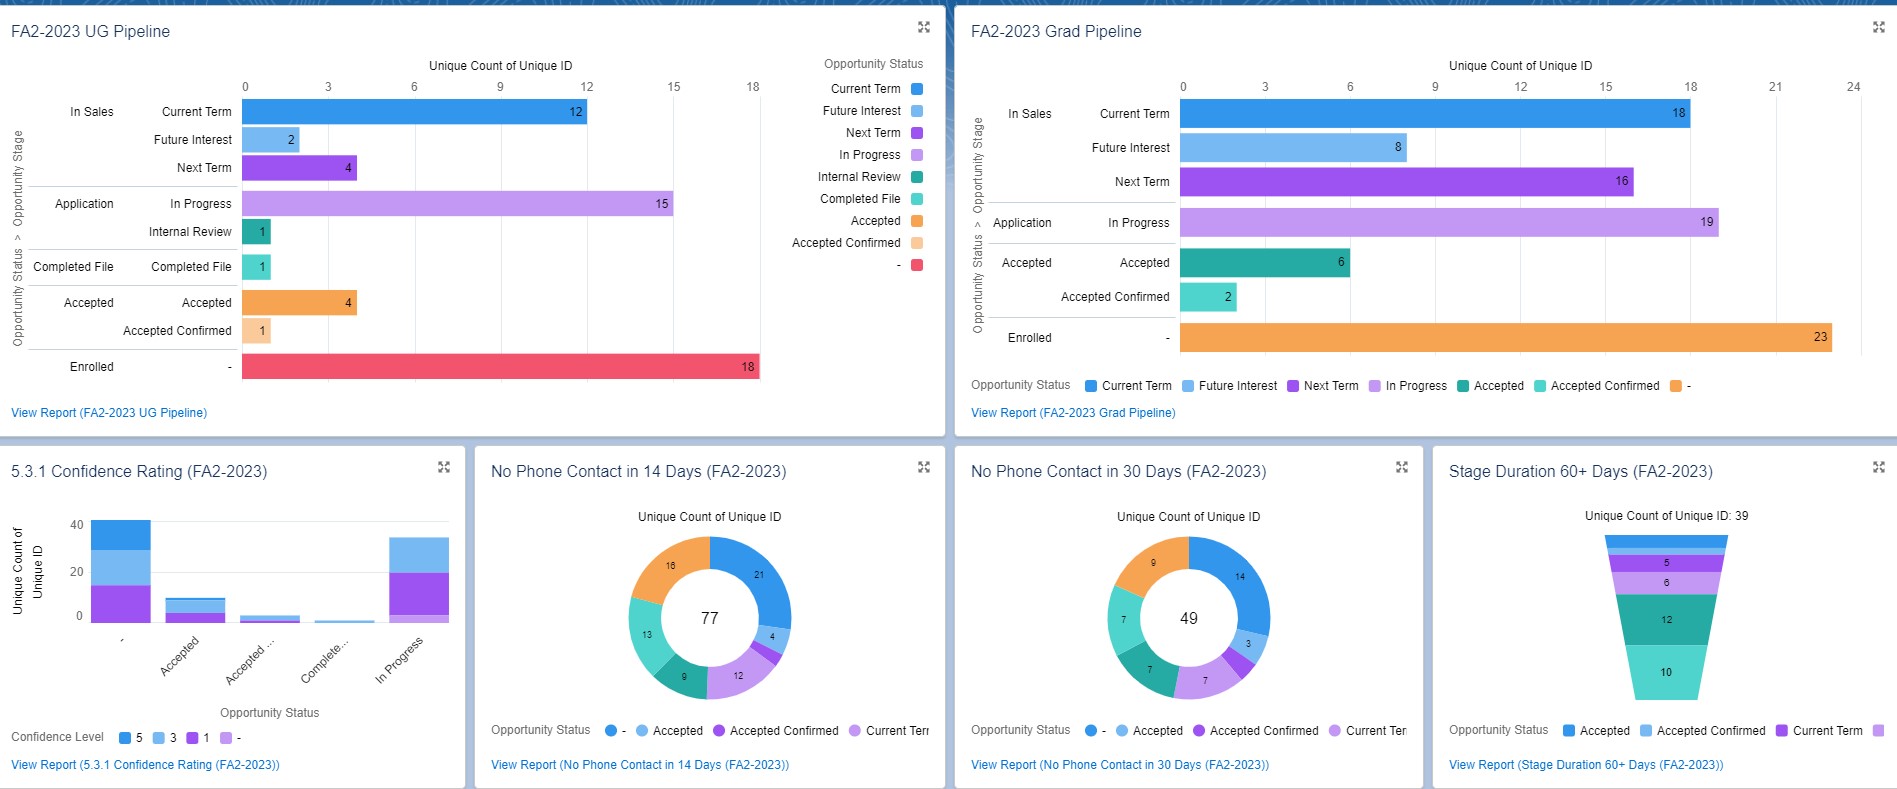 FA2-2023 UG Pipeline
Unique Count of Unique ID
0 3 6 9 12 15 18
Opportunity Status > Opportunity Stage
In Sales Current Term 12
Future Interest 2
Next Term 4
Application In Progress 15
Internal Review 1
Completed File Completed File 1
Accepted Accepted 4
Accepted Confirmed 1
Enrolled - 18
Opportunity Status
Current Term
Future Interest
Next Term
In Progress
Internal Review
Completed File
Accepted
Accepted Confirmed
-
View Report (FA2-2023 UG Pipeline)
FA2-2023 Grad Pipeline
Unique Count of Unique ID
0 3 6 9 12 15 18 21 24
Opportunity Status > Opportunity Stage
In Sales Current Term 18
Future Interest 8
Next Term 16
Application In Progress 19
Accepted Accepted 6
Accepted Confirmed 2
Enrolled - 23
Opportunity Status Current Term Future Interest Next Term In Progress Accepted Accepted Confirmed -
View Report (FA2-2023 Grad Pipeline)
5.3.1 Confidence Rating (FA2-2023)
Unique Count of
Unique ID
40
20
0
- Accepted Accepted ... Complete... In Progress
Opportunity Status
Confidence Level 5 3 1 -
View Report (5.3.1 Confidence Rating (FA2-2023))
No Phone Contact in 14 Days (FA2-2023)
Unique Count of Unique ID
16
21
77
4
13
9
12
Opportunity Status - Accepted Accepted Confirmed Current Terr
View Report (No Phone Contact in 14 Days (FA2-2023))
No Phone Contact in 30 Days (FA2-2023)
Unique Count of Unique ID
9
14
49
7
3
7
7
Opportunity Status - Accepted Accepted Confirmed Current Ter
View Report (No Phone Contact in 30 Days (FA2-2023))
Stage Duration 60+ Days (FA2-2023)
Unique Count of Unique ID: 39
5
6
12
10
Opportunity Status Accepted Accepted Confirmed Current Term
View Report (Stage Duration 60+ Days (FA2-2023))